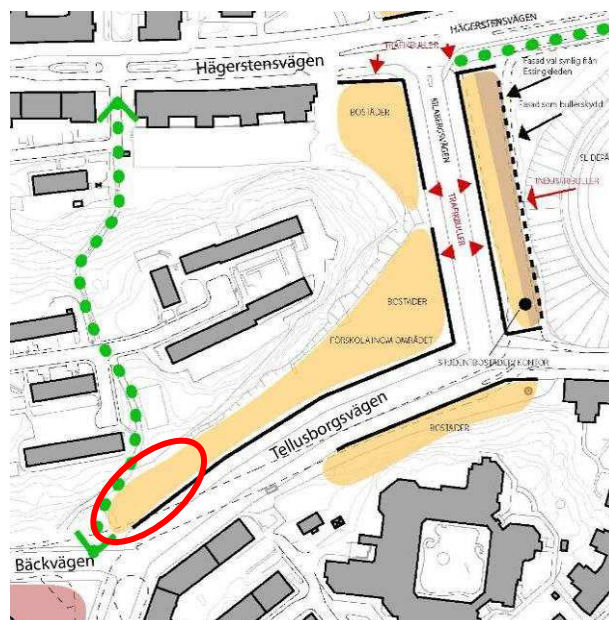 HÄGERSTENSVÄGEN
Hägerstensvägen
TRAFIKBULLER
Fasad väl synlig från
Essingeleden
BOSTÄDER
KILABERGSVÄGEN
Fasad som bullerskydd
SL DEPÅ
INDUSTRIBULLER
TRAFIKBULLER
BOSTÄDER
FÖRSKOLA INOM OMRÅDET
STUDENTBOSTÄDER/KONTOR
Tellusborgsvägen
BOSTÄDER
Bäckvägen